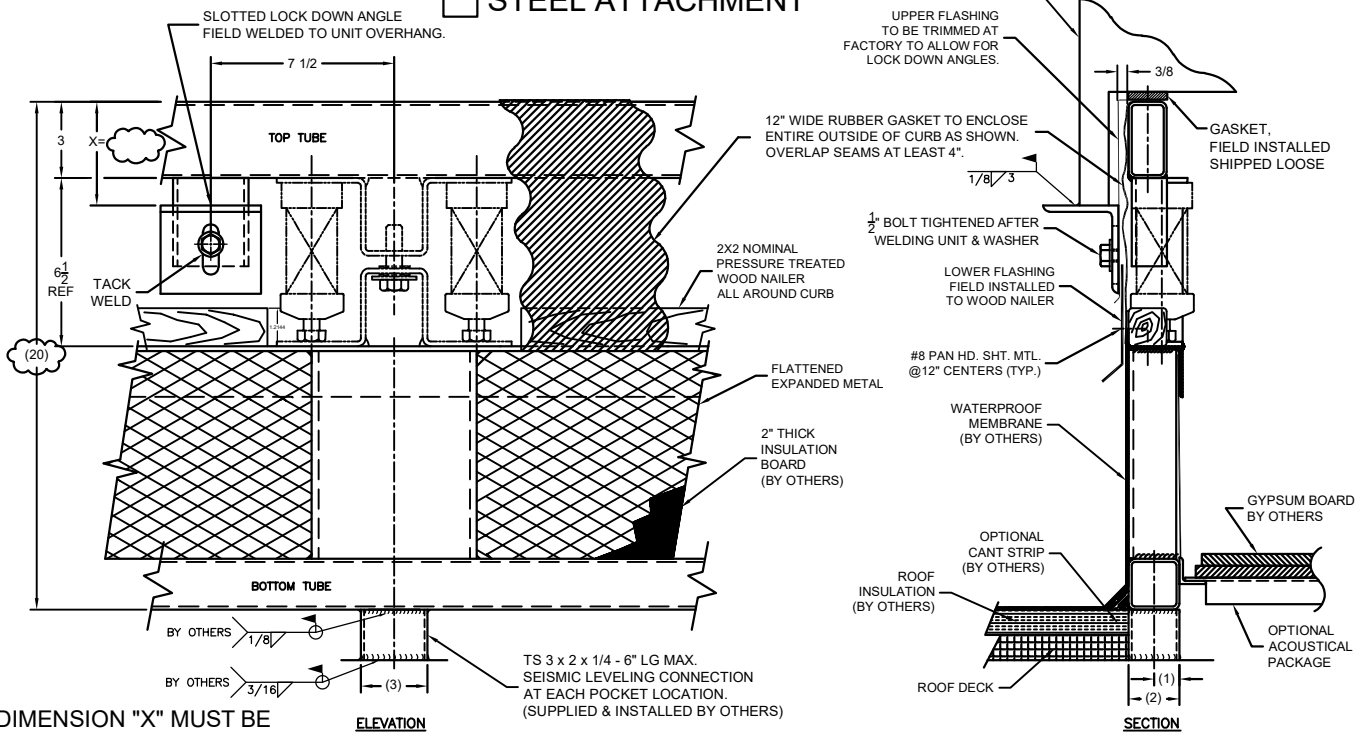 STEEL ATTACHMENT
SLOTTED LOCK DOWN ANGLE
FIELD WELDED TO UNIT OVERHANG.
7 1/2
3
X=
TOP TUBE
6 1/2
REF
TACK
WELD
(20)
1.2144
BOTTOM TUBE
BY OTHERS
1/8
BY OTHERS
3/16
(3)
DIMENSION "X" MUST BE
ELEVATION
12" WIDE RUBBER GASKET TO ENCLOSE
ENTIRE OUTSIDE OF CURB AS SHOWN.
OVERLAP SEAMS AT LEAST 4".
2X2 NOMINAL
PRESSURE TREATED
WOOD NAILER
ALL AROUND CURB
FLATTENED
EXPANDED METAL
2" THICK
INSULATION
BOARD
(BY OTHERS)
TS 3 x 2 x 1/4 - 6" LG MAX.
SEISMIC LEVELING CONNECTION
AT EACH POCKET LOCATION.
(SUPPLIED & INSTALLED BY OTHERS)
UPPER FLASHING
TO BE TRIMMED AT
FACTORY TO ALLOW FOR
LOCK DOWN ANGLES.
3/8
GASKET,
FIELD INSTALLED
SHIPPED LOOSE
1/8 3
1/2" BOLT TIGHTENED AFTER
WELDING UNIT & WASHER
LOWER FLASHING
FIELD INSTALLED
TO WOOD NAILER
#8 PAN HD. SHT. MTL.
@12" CENTERS (TYP.)
WATERPROOF
MEMBRANE
(BY OTHERS)
OPTIONAL
CANT STRIP
(BY OTHERS)
ROOF
INSULATION
(BY OTHERS)
ROOF DECK
GYPSUM BOARD
BY OTHERS
OPTIONAL
ACOUSTICAL
PACKAGE
(1)
(2)
SECTION